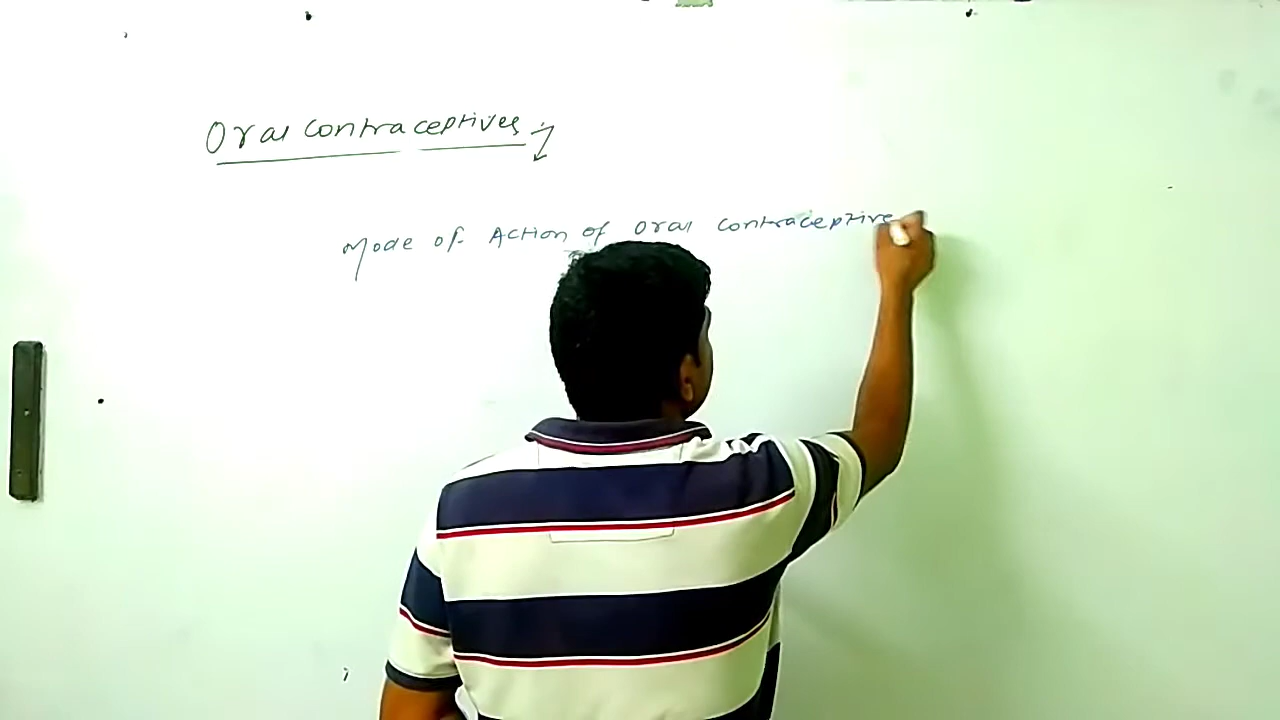 Oral contraceptives :-
Mode of Action of oral contraceptive